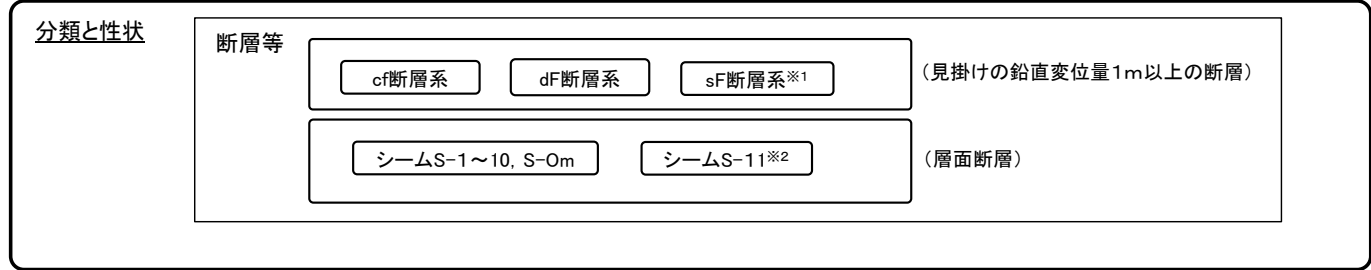 分類と性状
断層等
cf断層系 dF断層系 sF断層系※1 （見掛けの鉛直変位量1m以上の断層）
シームS-1～10, S-Om シームS-11※2 （層面断層）